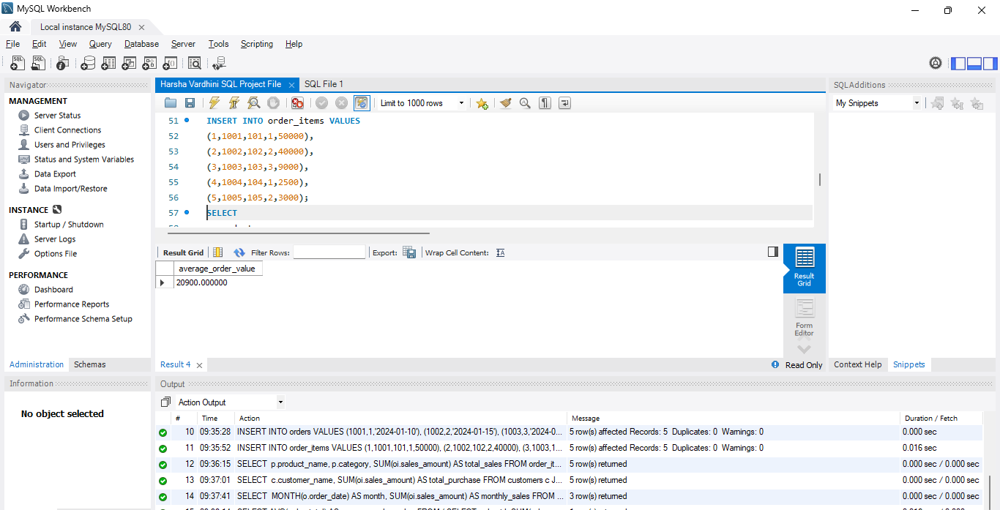 MySQL Workbench
Local instance MySQL80
File Edit View Query Database Server Tools Scripting Help
Navigator
MANAGEMENT
Server Status
Client Connections
Users and Privileges
Status and System Variables
Data Export
Data Import/Restore
INSTANCE
Startup / Shutdown
Server Logs
Options File
PERFORMANCE
Dashboard
Performance Reports
Performance Schema Setup
Administration Schemas
Information
No object selected
Harsha Vardhini SQL Project File SQL File 1
Limit to 1000 rows
51 INSERT INTO order_items VALUES
52 (1,1001,101,1,50000),
53 (2,1002,102,2,40000),
54 (3,1003,103,3,9000),
55 (4,1004,104,1,2500),
56 (5,1005,105,2,3000);
57 SELECT
Result Grid Filter Rows: Export: Wrap Cell Content:
average_order_value
20900.000000
Result Grid
Form Editor
Result 4
Read Only
SQLAdditions
My Snippets
Context Help Snippets
Output
Action Output
# Time Action Message Duration / Fetch
10 09:35:28 INSERT INTO orders VALUES (1001,1,'2024-01-10'), (1002,2,'2024-01-15'), (1003,3,'2024-0... 5 row(s) affected Records: 5 Duplicates: 0 Warnings: 0 0.000 sec
11 09:35:52 INSERT INTO order_items VALUES (1,1001,101,1,50000), (2,1002,102,2,40000), (3,1003,1... 5 row(s) affected Records: 5 Duplicates: 0 Warnings: 0 0.016 sec
12 09:36:15 SELECT p.product_name, p.category, SUM(oi.sales_amount) AS total_sales FROM order_it... 5 row(s) returned 0.000 sec / 0.000 sec
13 09:37:01 SELECT c.customer_name, SUM(oi.sales_amount) AS total_purchase FROM customers c J... 5 row(s) returned 0.000 sec / 0.000 sec
14 09:37:41 SELECT MONTH(o.order_date) AS month, SUM(oi.sales_amount) AS monthly_sales FROM ... 3 row(s) returned 0.000 sec / 0.000 sec